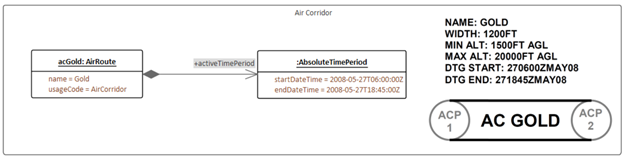 Air Corridor
acGold: AirRoute
name = Gold
usageCode = AirCorridor
+activeTimePeriod
:AbsoluteTimePeriod
startDateTime = 2008-05-27T06:00:00Z
endDateTime = 2008-05-27T18:45:00Z
NAME: GOLD
WIDTH: 1200FT
MIN ALT: 1500FT AGL
MAX ALT: 20000FT AGL
DTG START: 270600ZMAY08
DTG END: 271845ZMAY08
ACP
1
AC GOLD
ACP
2